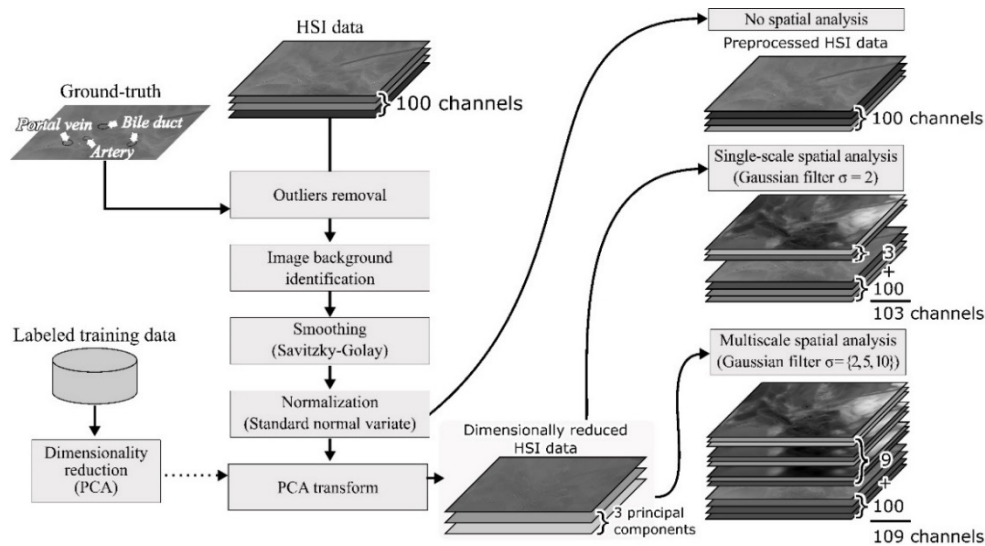 HSI data
100 channels
Ground-truth
Portal vein
Bile duct
Artery
Outliers removal
Image background
identification
Smoothing
(Savitzky-Golay)
Normalization
(Standard normal variate)
PCA transform
Labeled training data
Dimensionality
reduction
(PCA)
Dimensionally reduced
HSI data
3 principal
components
No spatial analysis
Preprocessed HSI data
100 channels
Single-scale spatial analysis
(Gaussian filter σ = 2)
3
+
100
103 channels
Multiscale spatial analysis
(Gaussian filter σ={2,5,10})
9
+
100
109 channels